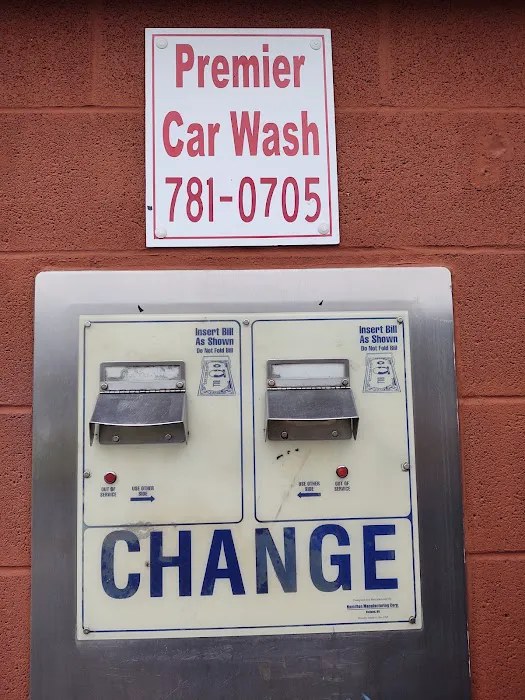 Premier
Car Wash
781-0705
Insert Bill
As Shown
Do Not Fold Bill
Insert Bill
As Shown
Do Not Fold Bill
OUT OF
SERVICE
USE OTHER
SIDE
USE OTHER
SIDE
OUT OF
SERVICE
CHANGE
Hamilton Manufacturing Corp